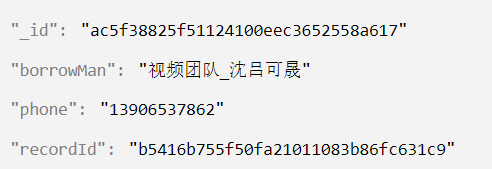 "_id": "ac5f38825f51124100eec3652558a617"
"borrowMan": "视频团队_沈吕可晟"
"phone": "13906537862"
"recordId": "b5416b755f50fa21011083b86fc631c9"